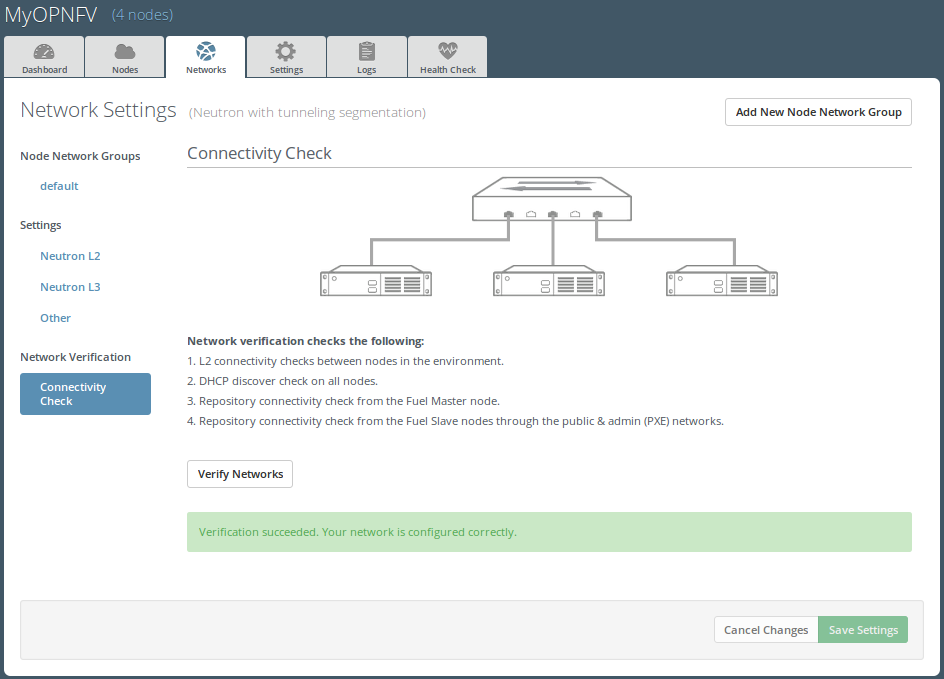 MyOPNFV (4 nodes)
Dashboard Nodes Networks Settings Logs Health Check
Network Settings (Neutron with tunneling segmentation) Add New Node Network Group
Node Network Groups
default
Settings
Neutron L2
Neutron L3
Other
Network Verification
Connectivity
Check
Connectivity Check
Network verification checks the following:
1. L2 connectivity checks between nodes in the environment.
2. DHCP discover check on all nodes.
3. Repository connectivity check from the Fuel Master node.
4. Repository connectivity check from the Fuel Slave nodes through the public & admin (PXE) networks.
Verify Networks
Verification succeeded. Your network is configured correctly.
Cancel Changes Save Settings